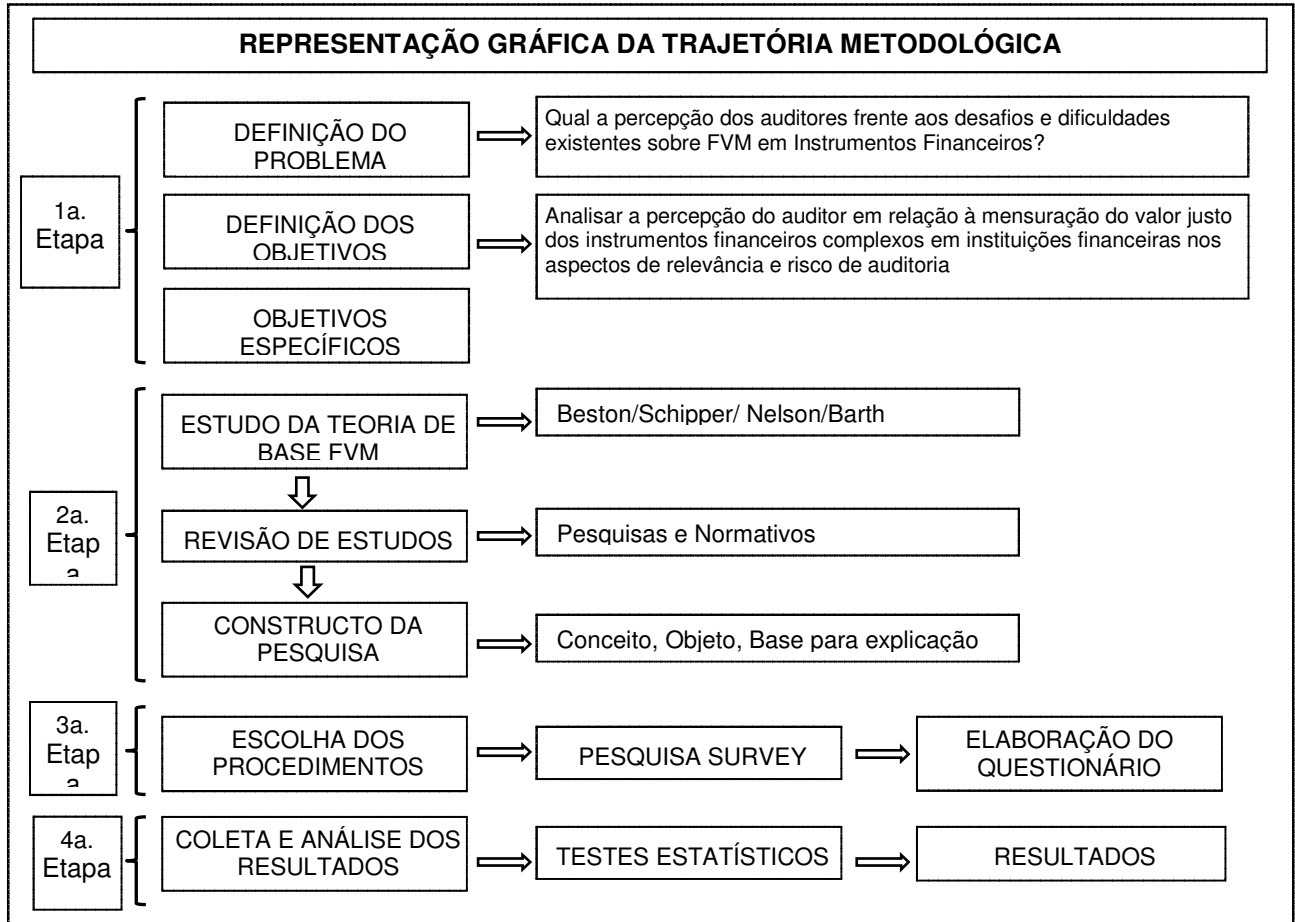 REPRESENTAÇÃO GRÁFICA DA TRAJETÓRIA METODOLÓGICA
1a.
Etapa
DEFINIÇÃO DO
PROBLEMA
Qual a percepção dos auditores frente aos desafios e dificuldades
existentes sobre FVM em Instrumentos Financeiros?
DEFINIÇÃO DOS
OBJETIVOS
Analisar a percepção do auditor em relação à mensuração do valor justo
dos instrumentos financeiros complexos em instituições financeiras nos
aspectos de relevância e risco de auditoria
OBJETIVOS
ESPECÍFICOS
2a.
Etap
a
ESTUDO DA TEORIA DE
BASE FVM
Beston/Schipper/ Nelson/Barth
REVISÃO DE ESTUDOS
Pesquisas e Normativos
CONSTRUCTO DA
PESQUISA
Conceito, Objeto, Base para explicação
3a.
Etap
a
ESCOLHA DOS
PROCEDIMENTOS
PESQUISA SURVEY
ELABORAÇÃO DO
QUESTIONÁRIO
4a.
Etapa
COLETA E ANÁLISE DOS
RESULTADOS
TESTES ESTATÍSTICOS
RESULTADOS